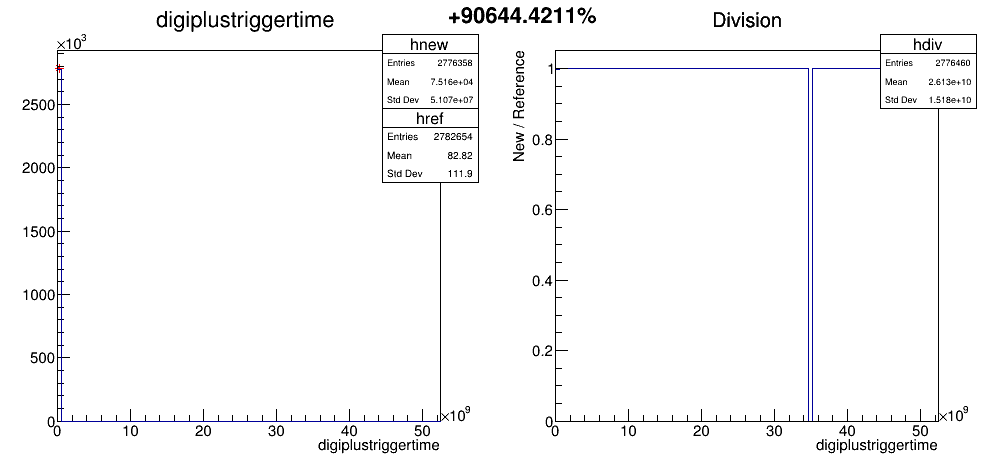 +90644.4211%
digiplustriggertime
×10³
hnew
Entries 2776358
Mean 7.516e+04
Std Dev 5.107e+07
href
Entries 2782654
Mean 82.82
Std Dev 111.9
2500
2000
1500
1000
500
0
0 10 20 30 40 50 ×10⁹
digiplustriggertime
Division
hdiv
Entries 2776460
Mean 2.613e+10
Std Dev 1.518e+10
New / Reference
1
0.8
0.6
0.4
0.2
0
0 10 20 30 40 50 ×10⁹
digiplustriggertime